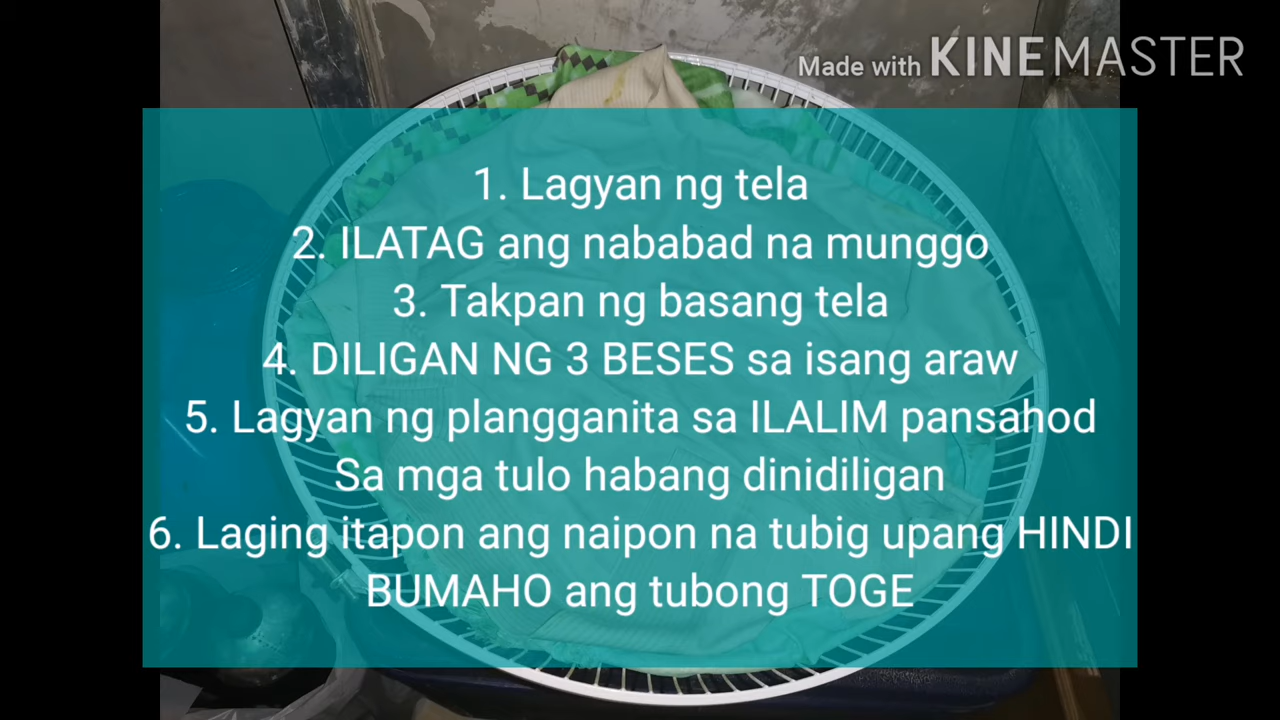 Made with KINEMASTER
1. Lagyan ng tela
2. ILATAG ang nababad na munggo
3. Takpan ng basang tela
4. DILIGAN NG 3 BESES sa isang araw
5. Lagyan ng plangganita sa ILALIM pansahod
Sa mga tulo habang dinidiligan
6. Laging itapon ang naipon na tubig upang HINDI
BUMAHO ang tubong TOGE